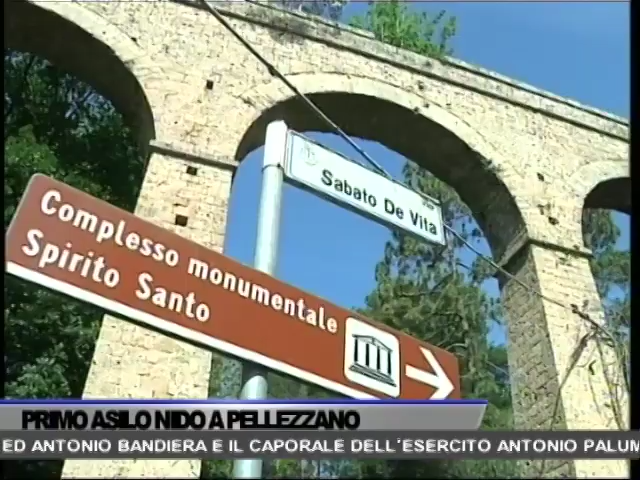 Sabato De Vita
Complesso monumentale
Spirito Santo
PRIMO ASILO NIDO A PELLEZZANO
ED ANTONIO BANDIERA E IL CAPORALE DELL'ESERCITO ANTONIO PALUM